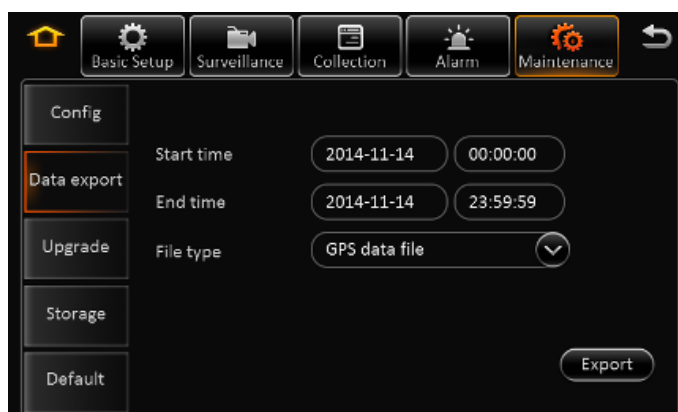 Basic Setup
Surveillance
Collection
Alarm
Maintenance
Config
Data export
Upgrade
Storage
Default
Start time 2014-11-14 00:00:00
End time 2014-11-14 23:59:59
File type GPS data file
Export